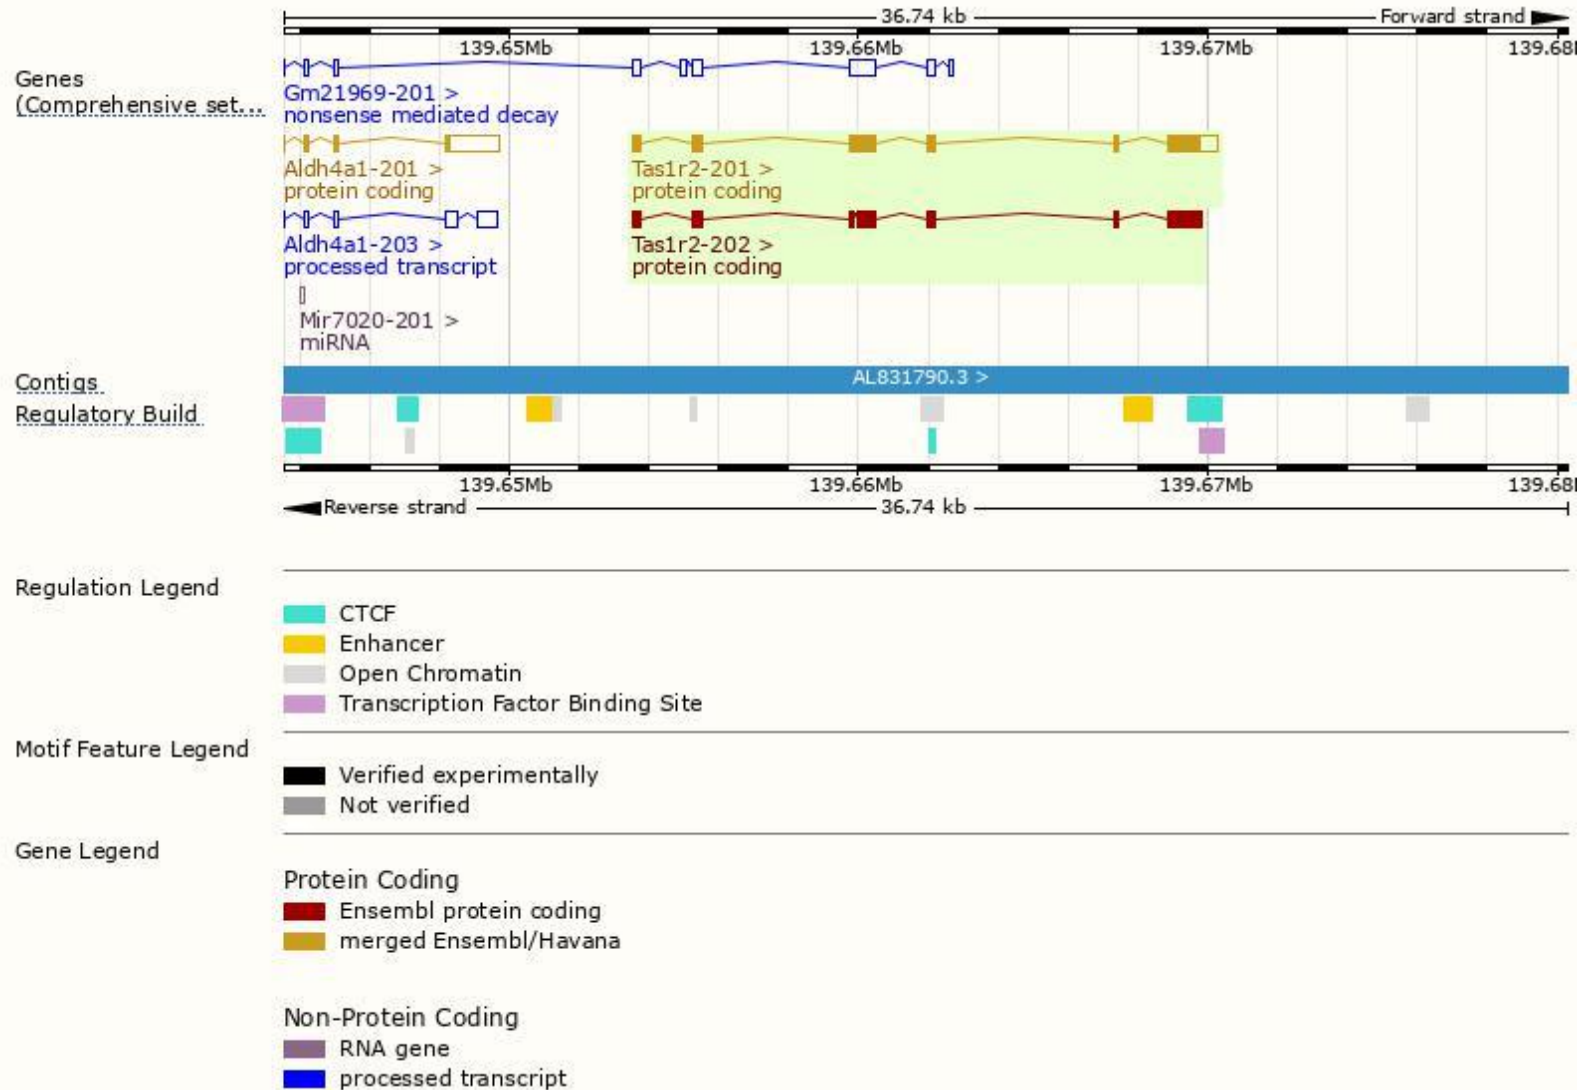 36.74 kb Forward strand
139.65Mb 139.66Mb 139.67Mb 139.68
Genes
(Comprehensive set...
Gm21969-201 >
nonsense mediated decay
Aldh4a1-201 > Tas1r2-201 >
protein coding protein coding
Aldh4a1-203 > Tas1r2-202 >
processed transcript protein coding
Mir7020-201 >
miRNA
Contigs AL831790.3 >
Regulatory Build
139.65Mb 139.66Mb 139.67Mb 139.68
Reverse strand 36.74 kb
Regulation Legend
CTCF
Enhancer
Open Chromatin
Transcription Factor Binding Site
Motif Feature Legend
Verified experimentally
Not verified
Gene Legend
Protein Coding
Ensembl protein coding
merged Ensembl/Havana
Non-Protein Coding
RNA gene
processed transcript